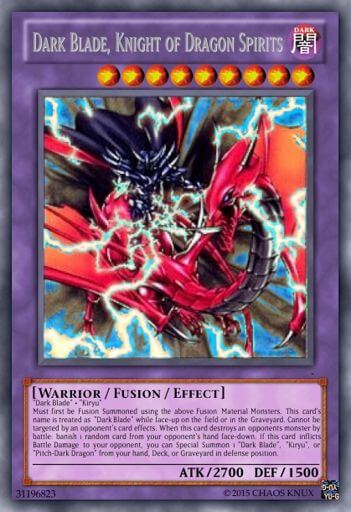 DARK BLADE, KNIGHT OF DRAGON SPIRITS
DARK
闇
[WARRIOR / FUSION / EFFECT]
"Dark Blade" + "Kiryu"
Must first be Fusion Summoned using the above Fusion Material Monsters. This card's
name is treated as "Dark Blade" while face-up on the field or in the Graveyard. Cannot be
targeted by an opponent's card effects. When this card destroys an opponents monster by
battle: banish 1 random card from your opponent's hand face-down. If this card inflicts
Battle Damage to your opponent, you can Special Summon 1 "Dark Blade", "Kiryu", or
"Pitch-Dark Dragon" from your hand, Deck, or Graveyard in defense position.
ATK/2700 DEF/1500
31196823
©2015 CHAOS KNUX